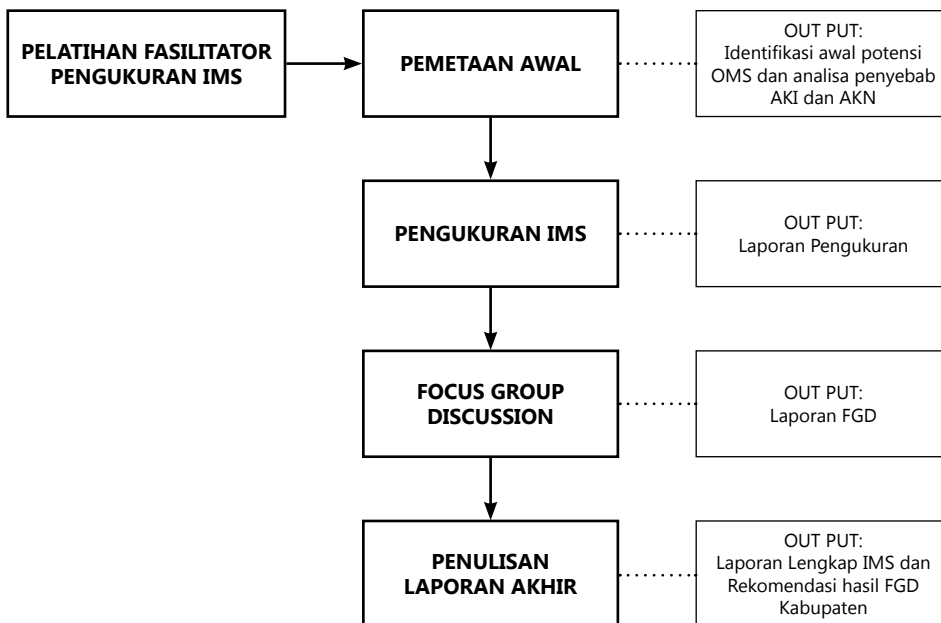 PELATIHAN FASILITATOR
PENGUKURAN IMS
PEMETAAN AWAL
OUT PUT:
Identifikasi awal potensi
OMS dan analisa penyebab
AKI dan AKN
PENGUKURAN IMS
OUT PUT:
Laporan Pengukuran
FOCUS GROUP
DISCUSSION
OUT PUT:
Laporan FGD
PENULISAN
LAPORAN AKHIR
OUT PUT:
Laporan Lengkap IMS dan
Rekomendasi hasil FGD
Kabupaten